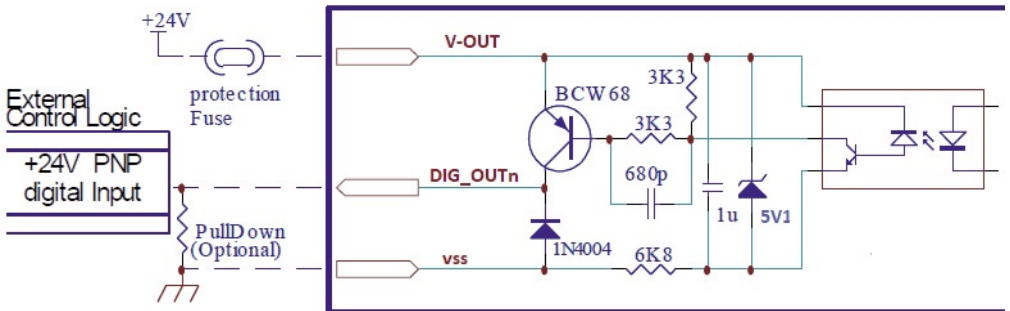 +24V
V-OUT
protection
Fuse
External
Control Logic
+24V PNP
digital Input
BCW68
3K3
3K3
680p
DIG_OUTn
1u
5V1
PullDown
(Optional)
1N4004
vss
6K8